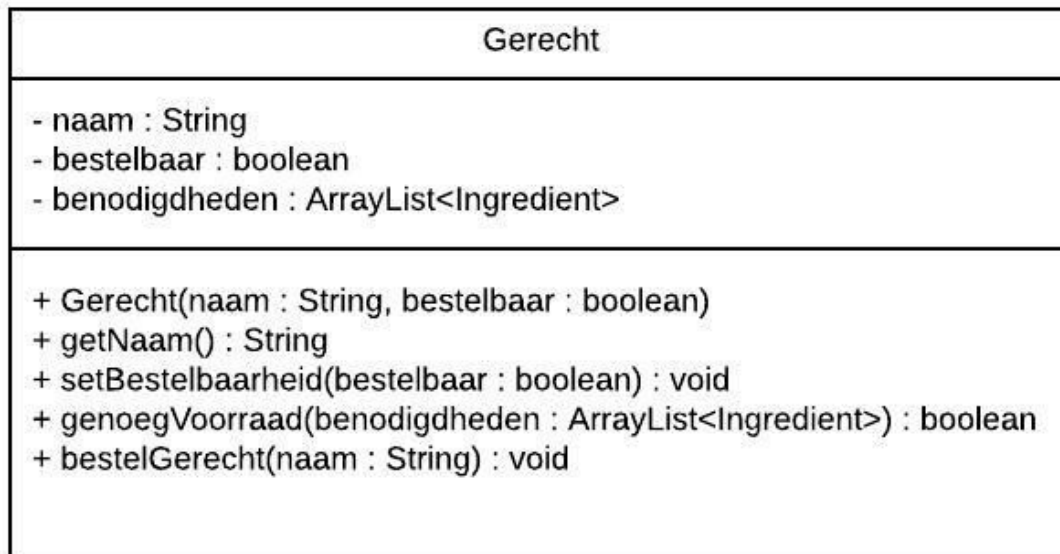 Gerecht
- naam : String
- bestelbaar : boolean
- benodigdheden : ArrayList<Ingredient>
+ Gerecht(naam : String, bestelbaar : boolean)
+ getNaam() : String
+ setBestelbaarheid(bestelbaar : boolean) : void
+ genoegVoorraad(benodigdheden : ArrayList<Ingredient>) : boolean
+ bestelGerecht(naam : String) : void